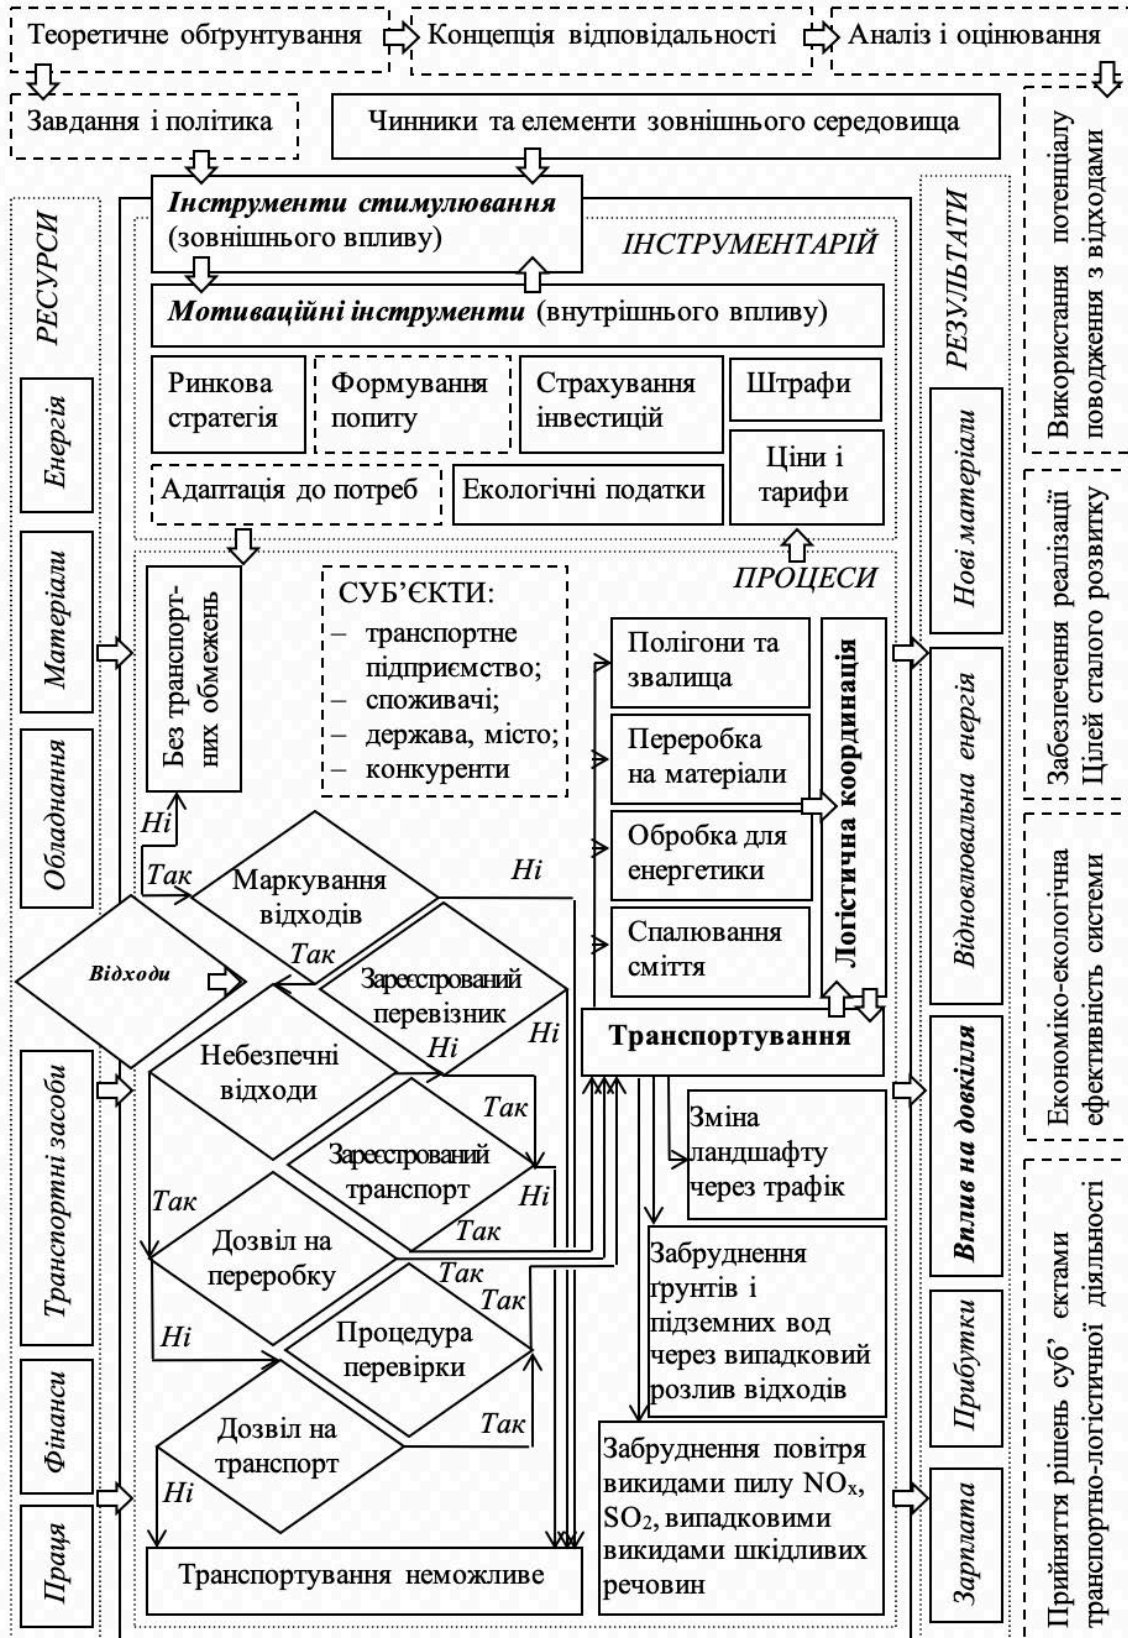 Теоретичне обґрунтування
Концепція відповідальності
Аналіз і оцінювання
Завдання і політика
Чинники та елементи зовнішнього середовища
РЕСУРСИ
Енергія
Матеріали
Обладнання
Транспортні засоби
Фінанси
Праця
Інструменти стимулювання
(зовнішнього впливу)
ІНСТРУМЕНТАРІЙ
Мотиваційні інструменти (внутрішнього впливу)
Ринкова
стратегія
Формування
попиту
Страхування
інвестицій
Штрафи
Адаптація до потреб
Екологічні податки
Ціни і
тарифи
ПРОЦЕСИ
Без транспорт-
них обмежень
СУБ’ЄКТИ:
– транспортне
підприємство;
– споживачі;
– держава, місто;
– конкуренти
Полігони та
звалища
Переробка
на матеріали
Обробка для
енергетики
Спалювання
сміття
Логістична координація
Ні
Так
Маркування
відходів
Ні
Відходи
Так
Зареєстрований
перевізник
Ні
Небезпечні
відходи
Ні
Транспортування
Так
Зареєстрований
транспорт
Ні
Так
Так
Дозвіл на
переробку
Так
Ні
Процедура
перевірки
Так
Дозвіл на
транспорт
Так
Ні
Транспортування неможливе
Зміна
ландшафту
через трафік
Забруднення
ґрунтів і
підземних вод
через випадковий
розлив відходів
Забруднення повітря
викидами пилу NOₓ,
SO₂, випадковими
викидами шкідливих
речовин
РЕЗУЛЬТАТИ
Нові матеріали
Відновлювальна енергія
Вплив на довкілля
Прибутки
Зарплата
Використання потенціалу
поводження з відходами
Забезпечення реалізації
Цілей сталого розвитку
Економіко-екологічна
ефективність системи
Прийняття рішень суб’ єктами
транспортно-логістичної діяльності